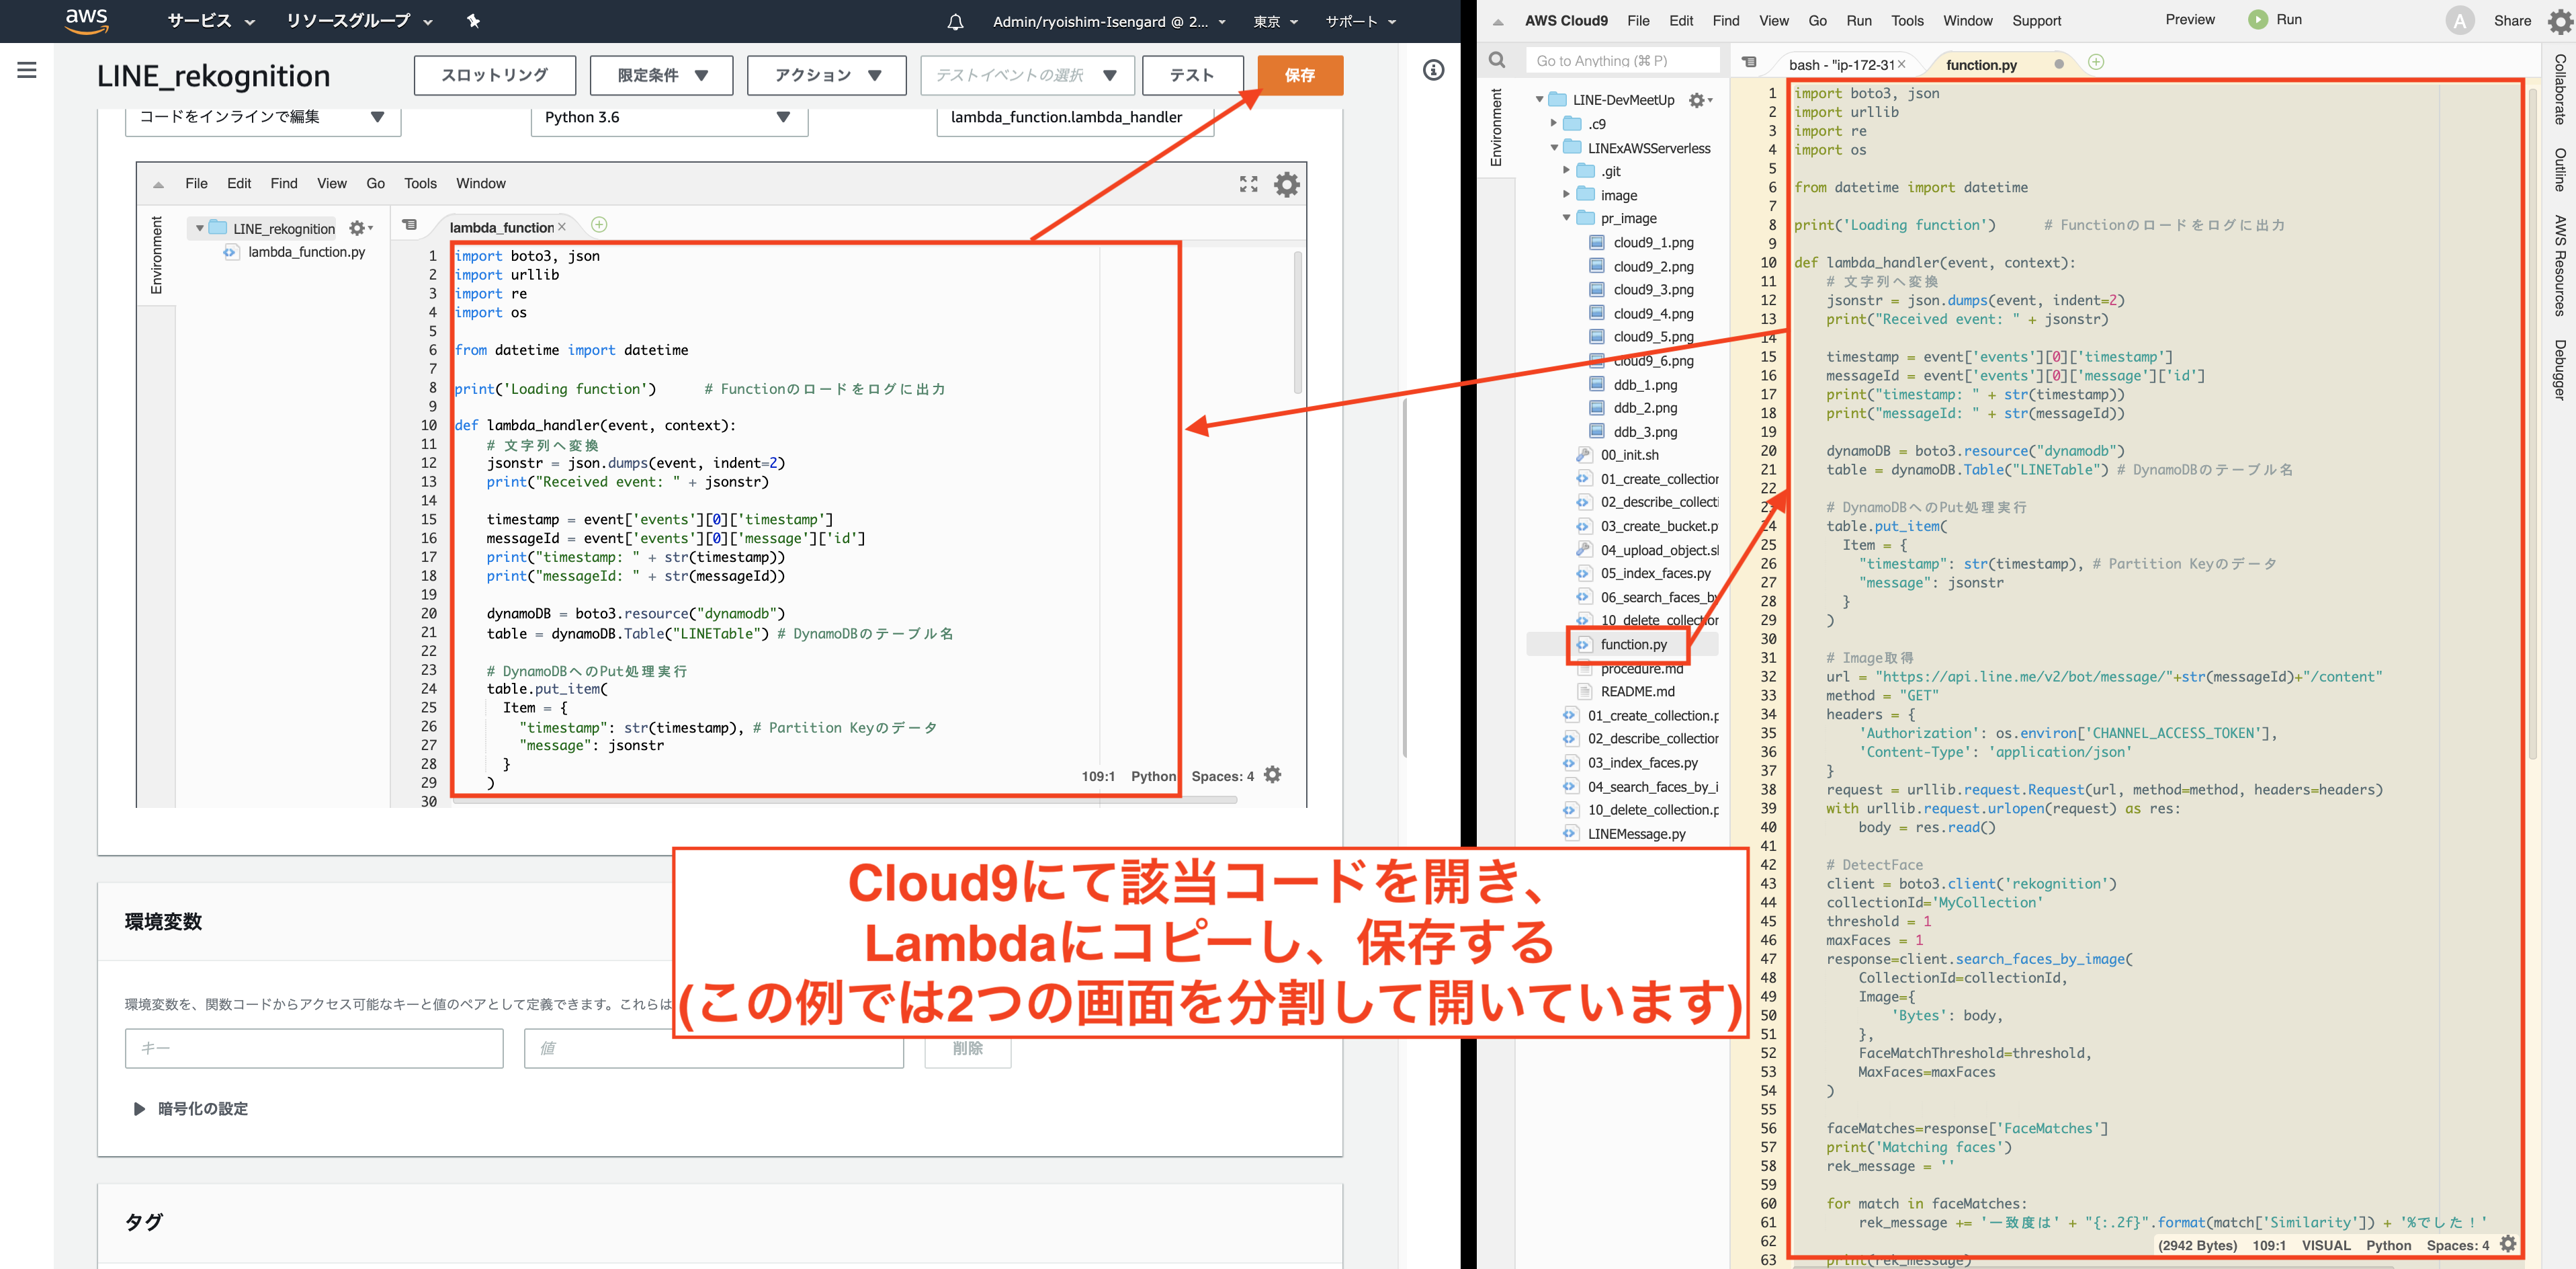 aws
サービス
リソースグループ
Admin/ryoishim-Isengard @ 2...
東京
サポート
LINE_rekognition
スロットリング
限定条件
アクション
テストイベントの選択
テスト
保存
コードをインラインで編集
Python 3.6
lambda_function.lambda_handler
File Edit Find View Go Tools Window
Environment
LINE_rekognition
lambda_function.py
lambda_function
1 import boto3, json
2 import urllib
3 import re
4 import os
5
6 from datetime import datetime
7
8 print('Loading function') # Functionのロードをログに出力
9
10 def lambda_handler(event, context):
11 # 文字列へ変換
12 jsonstr = json.dumps(event, indent=2)
13 print("Received event: " + jsonstr)
14
15 timestamp = event['events'][0]['timestamp']
16 messageId = event['events'][0]['message']['id']
17 print("timestamp: " + str(timestamp))
18 print("messageId: " + str(messageId))
19
20 dynamoDB = boto3.resource("dynamodb")
21 table = dynamoDB.Table("LINETable") # DynamoDBのテーブル名
22
23 # DynamoDBへのPut処理実行
24 table.put_item(
25 Item = {
26 "timestamp": str(timestamp), # Partition Keyのデータ
27 "message": jsonstr
28 }
29 )
30
109:1 Python Spaces: 4
環境変数
環境変数を、関数コードからアクセス可能なキーと値のペアとして定義できます。これらは
キー
値
削除
暗号化の設定
タグ
Cloud9にて該当コードを開き、
Lambdaにコピーし、保存する
(この例では2つの画面を分割して開いています)
AWS Cloud9 File Edit Find View Go Run Tools Window Support
Preview
Run
A
Share
Go to Anything (⌘ P)
Environment
LINE-DevMeetUp
.c9
LINExAWSServerless
.git
image
pr_image
cloud9_1.png
cloud9_2.png
cloud9_3.png
cloud9_4.png
cloud9_5.png
cloud9_6.png
ddb_1.png
ddb_2.png
ddb_3.png
00_init.sh
01_create_collection
02_describe_collecti
03_create_bucket.p
04_upload_object.sl
05_index_faces.py
06_search_faces_by
10_delete_collection
function.py
procedure.md
README.md
01_create_collection.p
02_describe_collection
03_index_faces.py
04_search_faces_by_i
10_delete_collection.p
LINEMessage.py
bash - "ip-172-31
function.py
1 import boto3, json
2 import urllib
3 import re
4 import os
5
6 from datetime import datetime
7
8 print('Loading function') # Functionのロードをログに出力
9
10 def lambda_handler(event, context):
11 # 文字列へ変換
12 jsonstr = json.dumps(event, indent=2)
13 print("Received event: " + jsonstr)
14
15 timestamp = event['events'][0]['timestamp']
16 messageId = event['events'][0]['message']['id']
17 print("timestamp: " + str(timestamp))
18 print("messageId: " + str(messageId))
19
20 dynamoDB = boto3.resource("dynamodb")
21 table = dynamoDB.Table("LINETable") # DynamoDBのテーブル名
22
23 # DynamoDBへのPut処理実行
24 table.put_item(
25 Item = {
26 "timestamp": str(timestamp), # Partition Keyのデータ
27 "message": jsonstr
28 }
29 )
30
31 # Image取得
32 url = "https://api.line.me/v2/bot/message/"+str(messageId)+"/content"
33 method = "GET"
34 headers = {
35 'Authorization': os.environ['CHANNEL_ACCESS_TOKEN'],
36 'Content-Type': 'application/json'
37 }
38 request = urllib.request.Request(url, method=method, headers=headers)
39 with urllib.request.urlopen(request) as res:
40 body = res.read()
41
42 # DetectFace
43 client = boto3.client('rekognition')
44 collectionId='MyCollection'
45 threshold = 1
46 maxFaces = 1
47 response=client.search_faces_by_image(
48 CollectionId=collectionId,
49 Image={
50 'Bytes': body,
51 },
52 FaceMatchThreshold=threshold,
53 MaxFaces=maxFaces
54 )
55
56 faceMatches=response['FaceMatches']
57 print('Matching faces')
58 rek_message = ''
59
60 for match in faceMatches:
61 rek_message += '一致度は' + "{:.2f}".format(match['Similarity']) + '%でした！'
62
63 print(rek_message)
(2942 Bytes) 109:1 VISUAL Python Spaces: 4
Collaborate
Outline
AWS Resources
Debugger